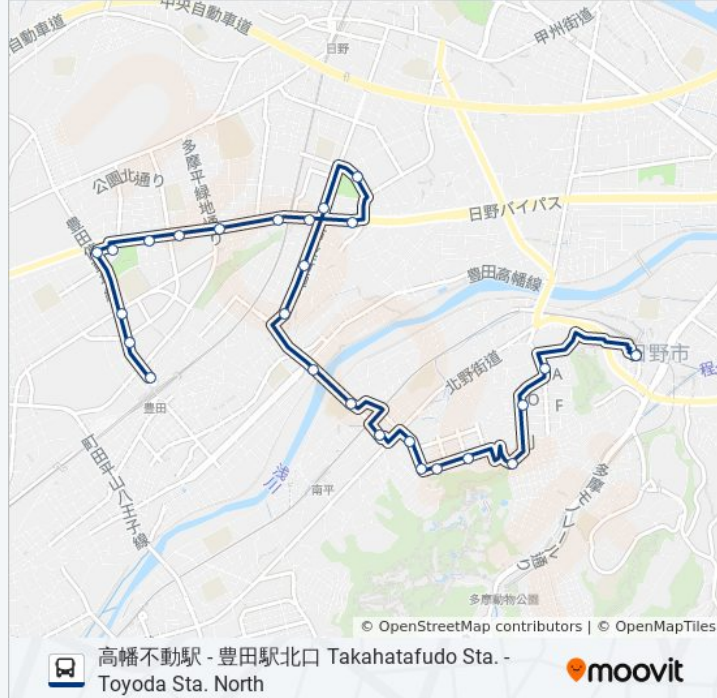 中央自動車道
自動車道
甲州街道
日野
公園北通り
多摩平緑地通り
日野バイパス
豊田高幡線
北野街道
日野市
豊田
町田平山八王子線
浅川
南平
多摩モノレール通り
多摩動物公園
© OpenStreetMap contributors | © OpenMapTiles
高幡不動駅 - 豊田駅北口 Takahatafudo Sta. -
Toyoda Sta. North
moovit